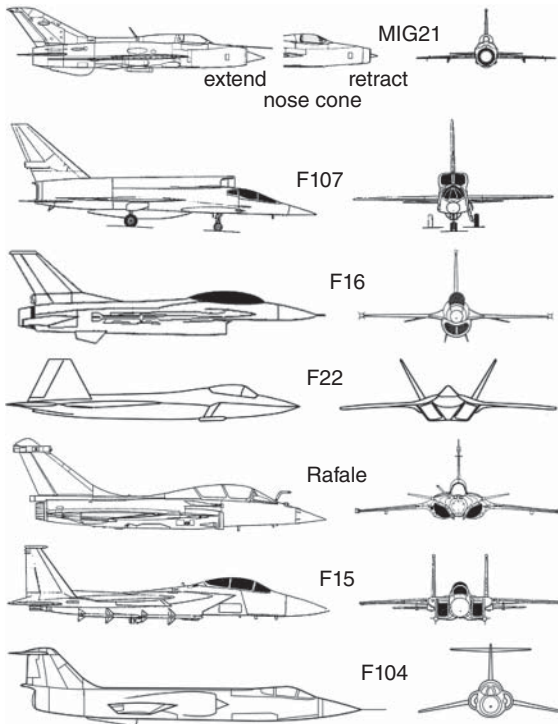 MIG21
extend retract
nose cone
F107
F16
F22
Rafale
F15
F104